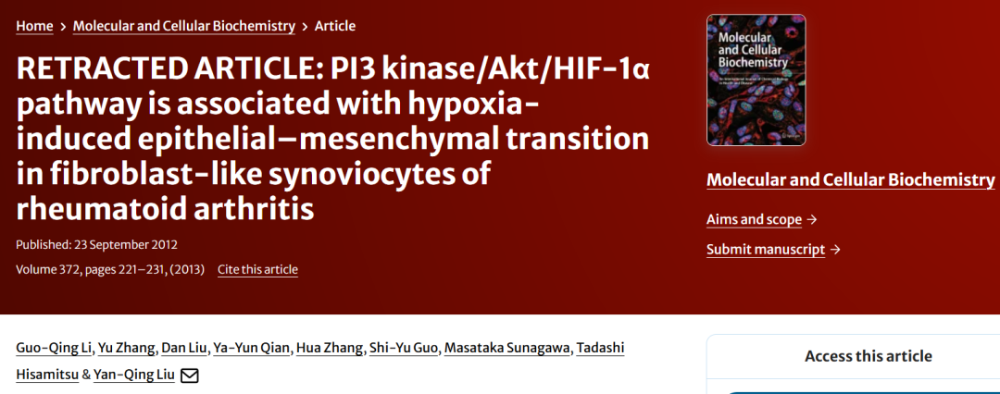 Home > Molecular and Cellular Biochemistry > Article
RETRACTED ARTICLE: PI3 kinase/Akt/HIF-1α
pathway is associated with hypoxia-
induced epithelial–mesenchymal transition
in fibroblast-like synoviocytes of
rheumatoid arthritis
Published: 23 September 2012
Volume 372, pages 221–231, (2013) Cite this article
Guo-Qing Li, Yu Zhang, Dan Liu, Ya-Yun Qian, Hua Zhang, Shi-Yu Guo, Masataka Sunagawa, Tadashi
Hisamitsu & Yan-Qing Liu
Molecular
and Cellular
Biochemistry
Molecular and Cellular Biochemistry
Aims and scope →
Submit manuscript →
Access this article